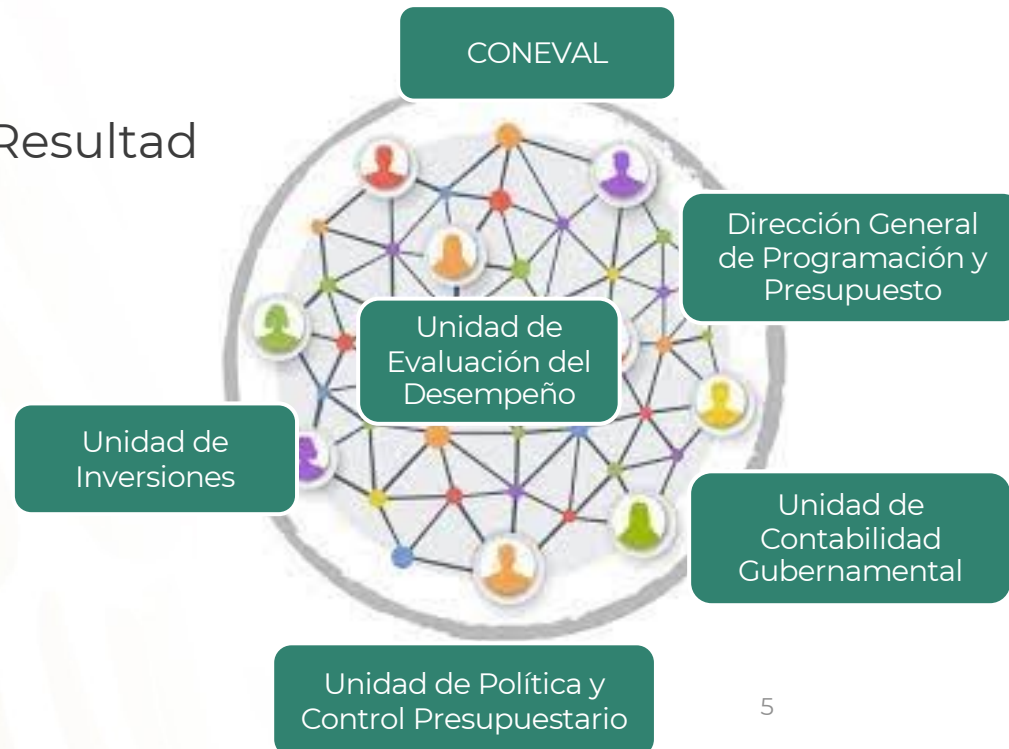 CONEVAL
Resultad
Dirección General
de Programación y
Presupuesto
Unidad de
Evaluación del
Desempeño
Unidad de
Inversiones
Unidad de
Contabilidad
Gubernamental
Unidad de Política y
Control Presupuestario
5